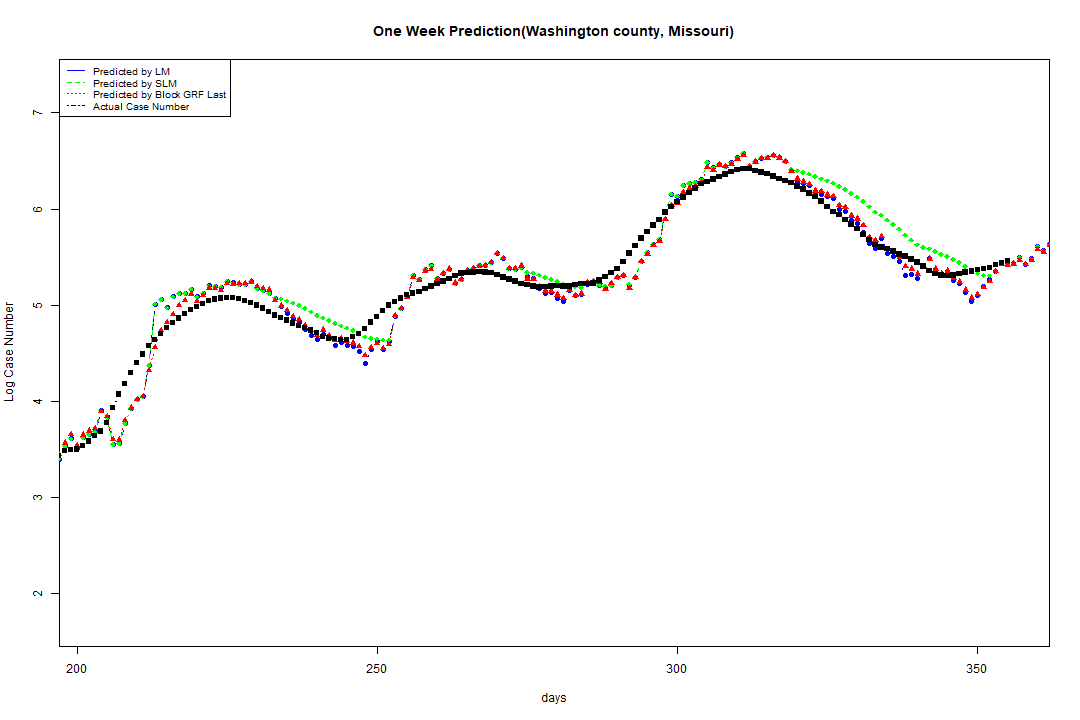 One Week Prediction(Washington county, Missouri)
Predicted by LM
Predicted by SLM
Predicted by Block GRF Last
Actual Case Number
7
6
5
4
3
2
Log Case Number
200 250 300 350
days